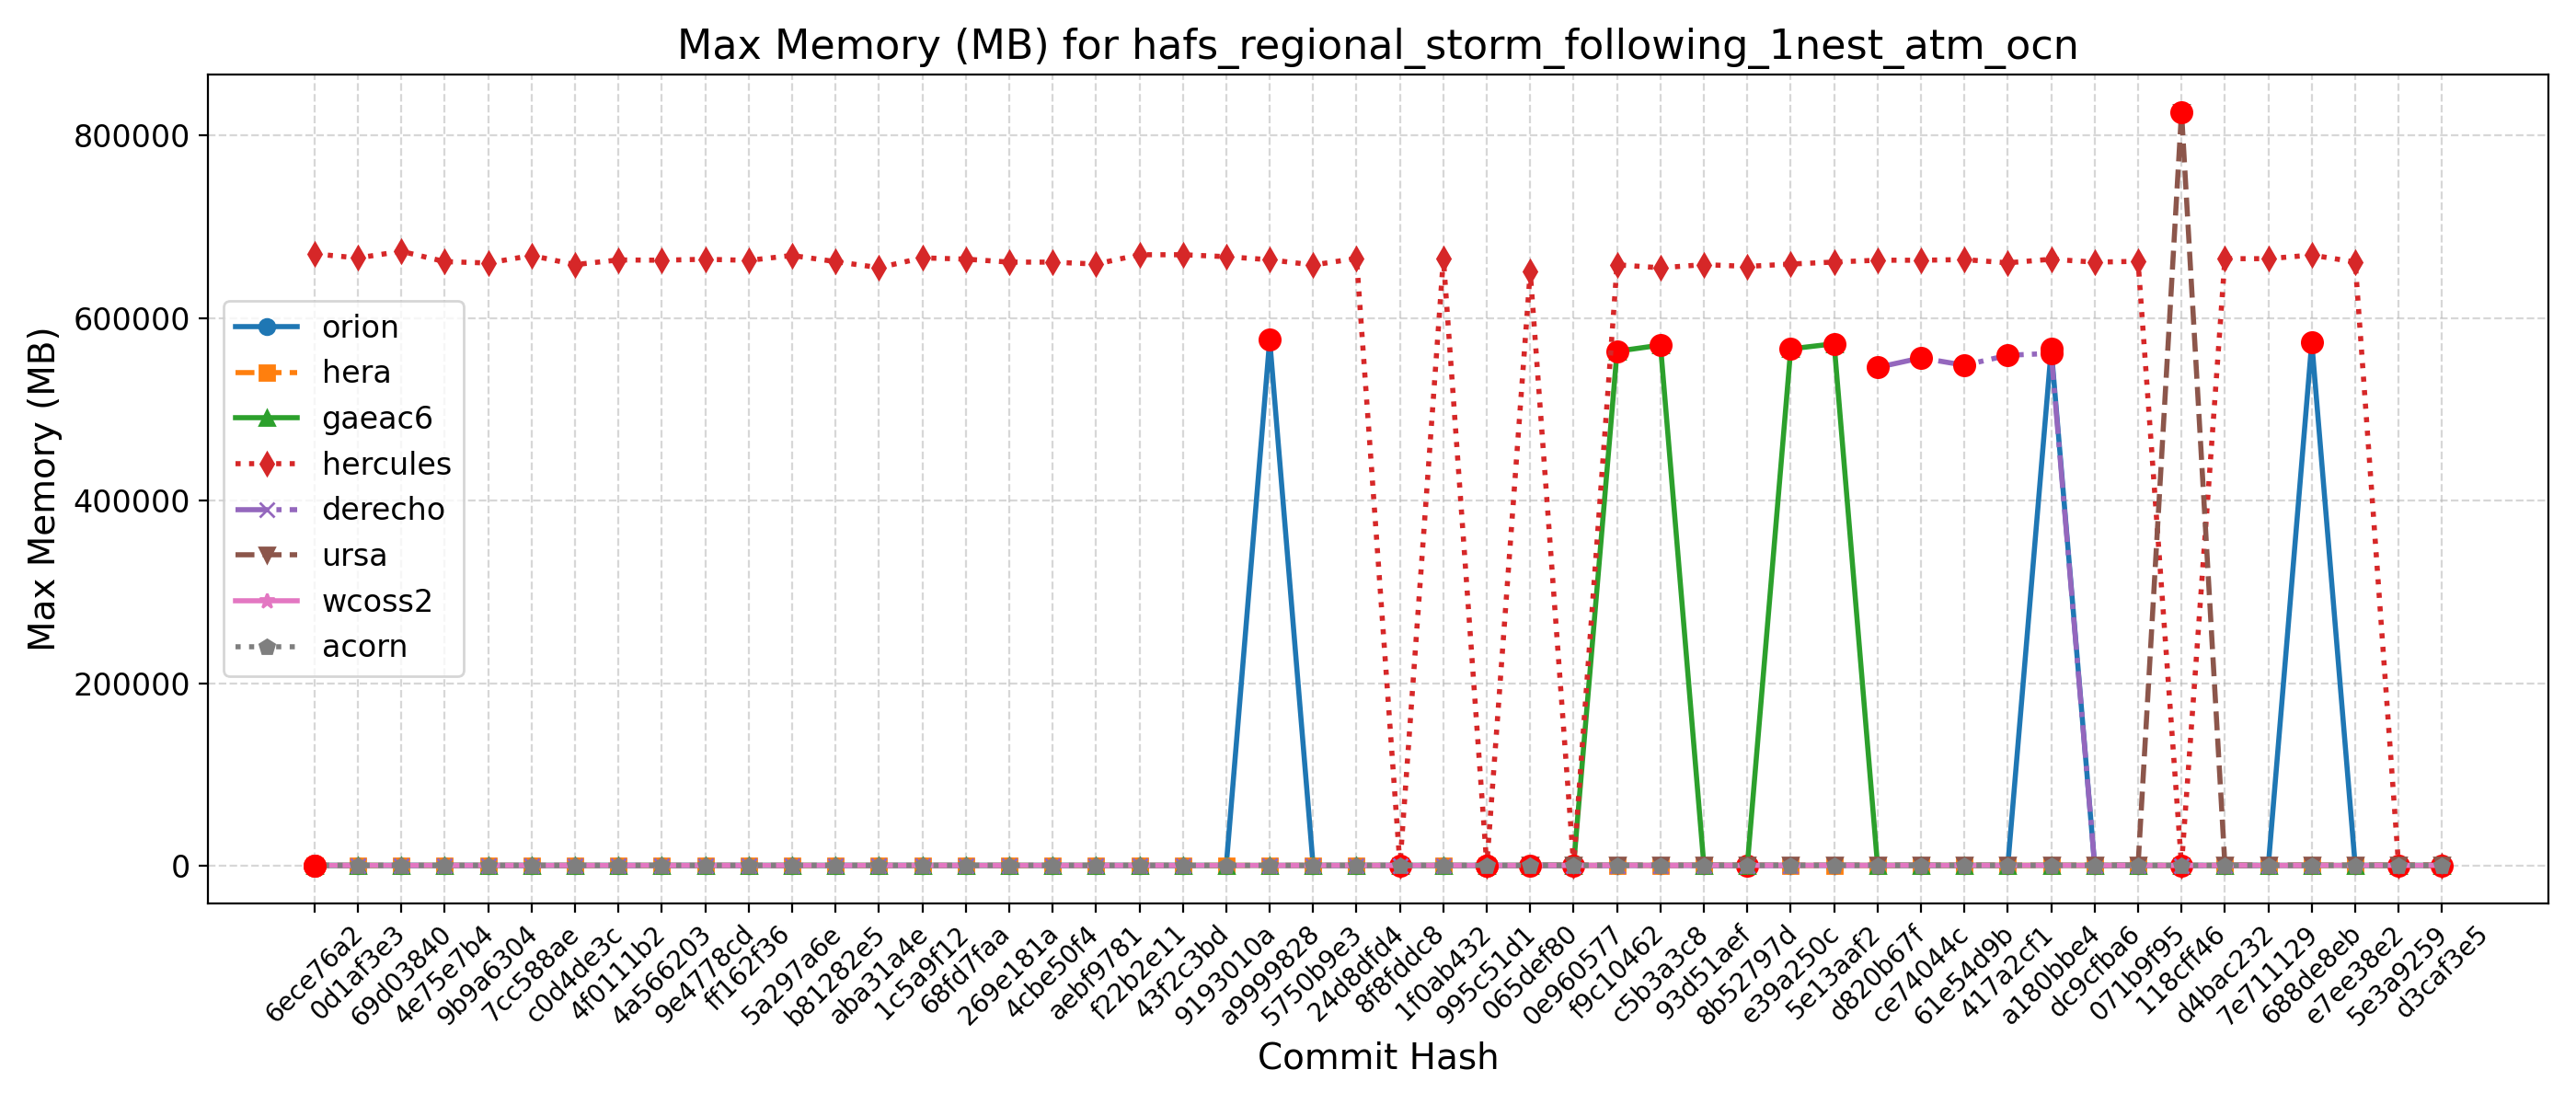 Max Memory (MB) for hafs_regional_storm_following_1nest_atm_ocn
Max Memory (MB)
800000
600000
400000
200000
0
orion
hera
gaeac6
hercules
derecho
ursa
wcoss2
acorn
6ece76a2
0d1af3e3
69d03840
4e75e7b4
9b9a6304
7cc588ae
c0d4de3c
4f0111b2
4a566203
9e4778cd
ff162f36
5a297a6e
b81282e5
aba31a4e
1c5a9f12
68fd7faa
269e181a
4cbe50f4
aebf9781
f22b2e11
43f2c3bd
9193010a
a9999828
5750b9e3
24d8dfd4
8f8fddc8
1f0ab432
995c51d1
065def80
0e960577
f9c10462
c5b3a3c8
93d51aef
8b52797d
e39a250c
5e13aaf2
d820b67f
ce74044c
61e54d9b
417a2cf1
a180bbe4
dc9cfba6
071b9f95
118cff46
d4bac232
7e711129
688de8eb
e7ee38e2
5e3a9259
d3caf3e5
Commit Hash